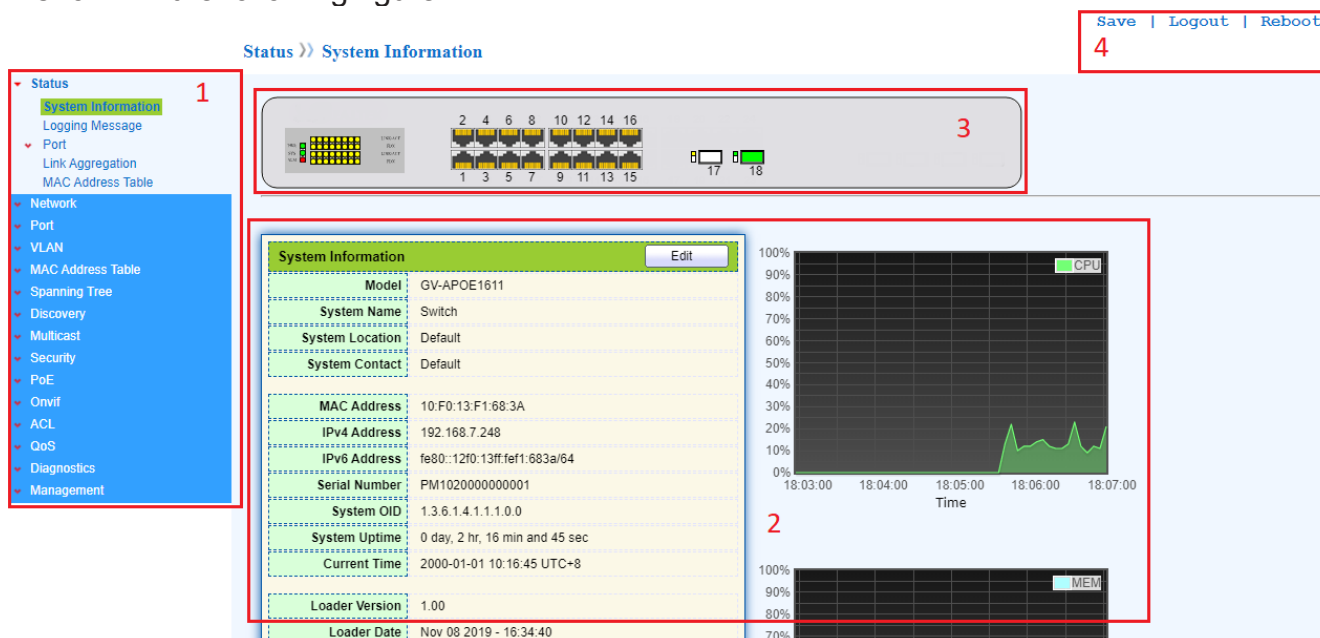 Save | Logout | Reboot
4
Status >> System Information
1
Status
System Information
Logging Message
Port
Link Aggregation
MAC Address Table
Network
Port
VLAN
MAC Address Table
Spanning Tree
Discovery
Multicast
Security
PoE
Onvif
ACL
QoS
Diagnostics
Management
2 4 6 8 10 12 14 16
3
1 3 5 7 9 11 13 15
17 18
System Information Edit
Model GV-APOE1611
System Name Switch
System Location Default
System Contact Default
MAC Address 10:F0:13:F1:68:3A
IPv4 Address 192.168.7.248
IPv6 Address fe80::12f0:13ff:fef1:683a/64
Serial Number PM1020000000001
System OID 1.3.6.1.4.1.1.1.0.0
System Uptime 0 day, 2 hr, 16 min and 45 sec
Current Time 2000-01-01 10:16:45 UTC+8
Loader Version 1.00
Loader Date Nov 08 2019 - 16:34:40
CPU
100%
90%
80%
70%
60%
50%
40%
30%
20%
10%
0%
18:03:00 18:04:00 18:05:00 18:06:00 18:07:00
Time
2
MEM
100%
90%
80%
70%